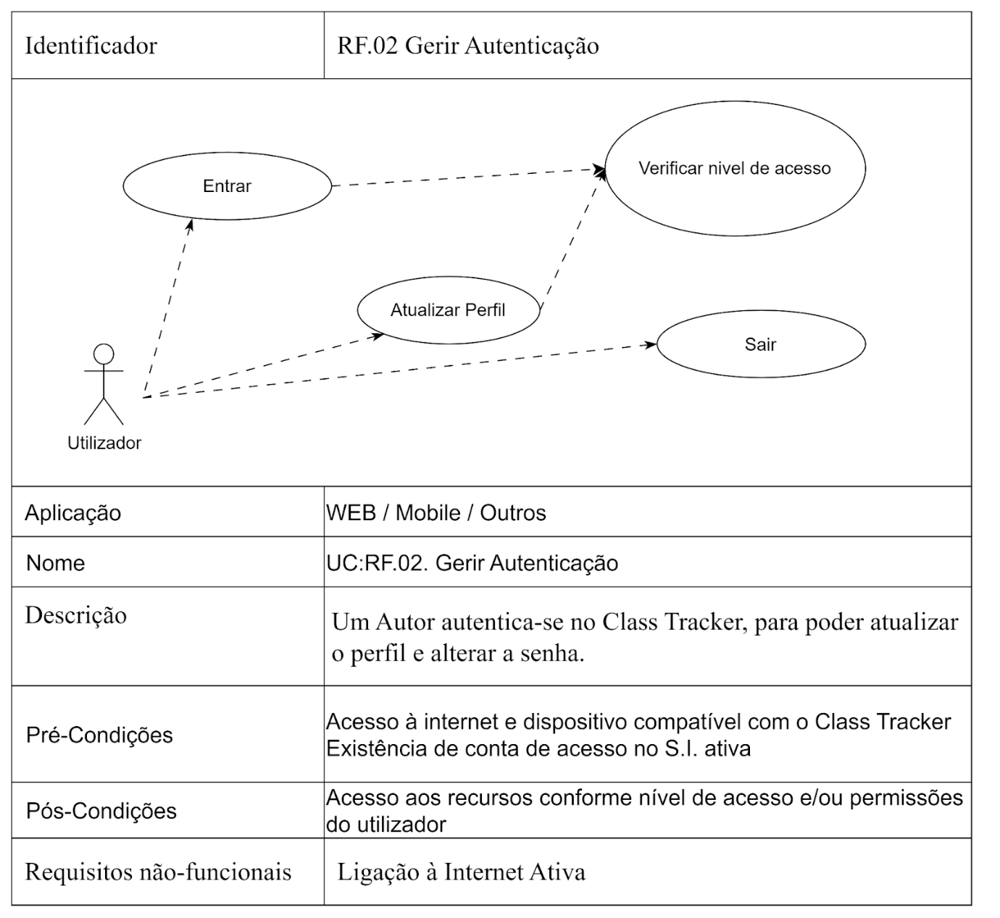 Identificador
RF.02 Gerir Autenticação
Verificar nivel de acesso
Entrar
Atualizar Perfil
Sair
Utilizador
Aplicação
WEB / Mobile / Outros
Nome
UC:RF.02. Gerir Autenticação
Descrição
Um Autor autentica-se no Class Tracker, para poder atualizar
o perfil e alterar a senha.
Pré-Condições
Acesso à internet e dispositivo compatível com o Class Tracker
Existência de conta de acesso no S.I. ativa
Pós-Condições
Acesso aos recursos conforme nível de acesso e/ou permissões
do utilizador
Requisitos não-funcionais
Ligação à Internet Ativa